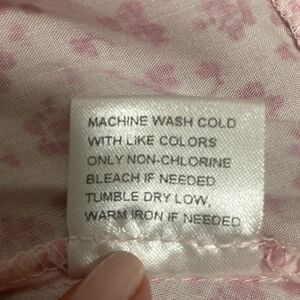 MACHINE WASH COLD
WITH LIKE COLORS
ONLY NON-CHLORINE
BLEACH IF NEEDED
TUMBLE DRY LOW,
WARM IRON IF NEEDED